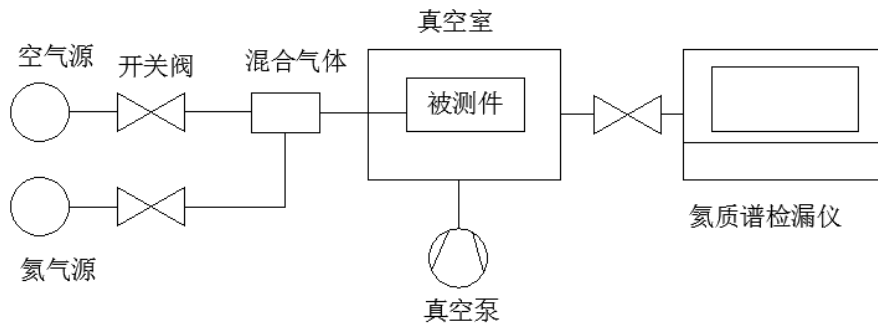 真空室
空气源
开关阀
混合气体
被测件
氦气源
氦质谱检漏仪
真空泵